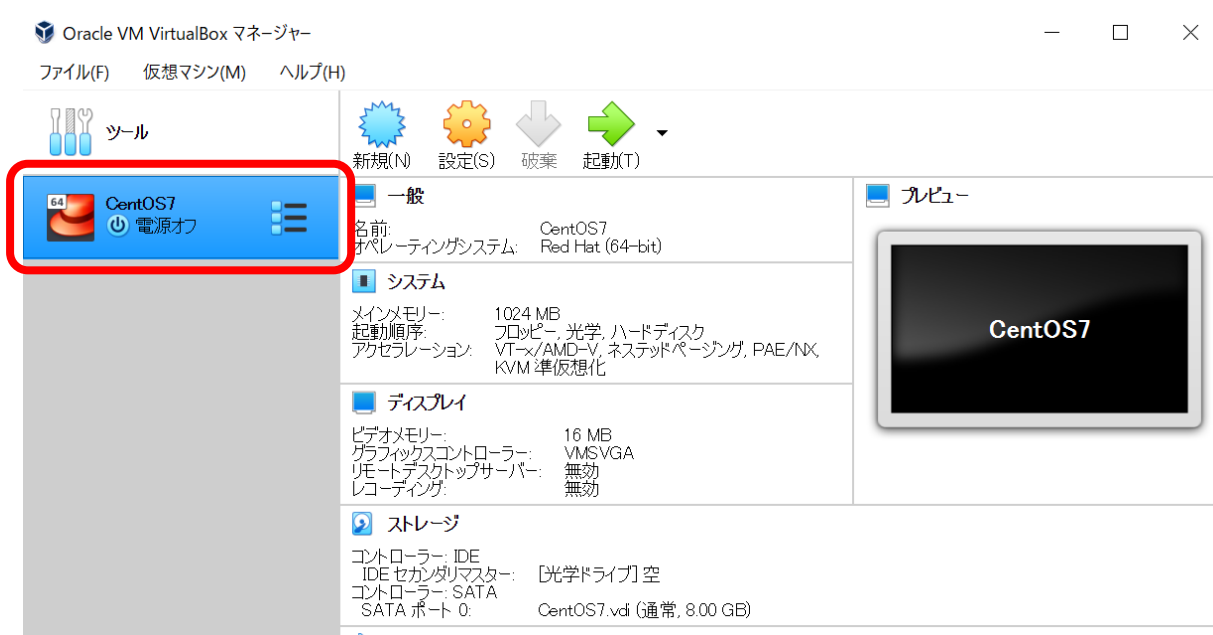 Oracle VM VirtualBox マネージャー
ファイル(F) 仮想マシン(M) ヘルプ(H)
ツール
新規(N) 設定(S) 破棄 起動(T)
64
CentOS7
電源オフ
一般
名前: CentOS7
オペレーティングシステム: Red Hat (64-bit)
システム
メインメモリー: 1024 MB
起動順序: フロッピー, 光学, ハードディスク
アクセラレーション: VT-x/AMD-V, ネステッドページング, PAE/NX,
KVM 準仮想化
ディスプレイ
ビデオメモリー: 16 MB
グラフィックスコントローラー: VMSVGA
リモートデスクトップサーバー: 無効
レコーディング: 無効
ストレージ
コントローラー: IDE
IDE セカンダリマスター: [光学ドライブ] 空
コントローラー: SATA
SATA ポート 0: CentOS7.vdi (通常, 8.00 GB)
プレビュー
CentOS7